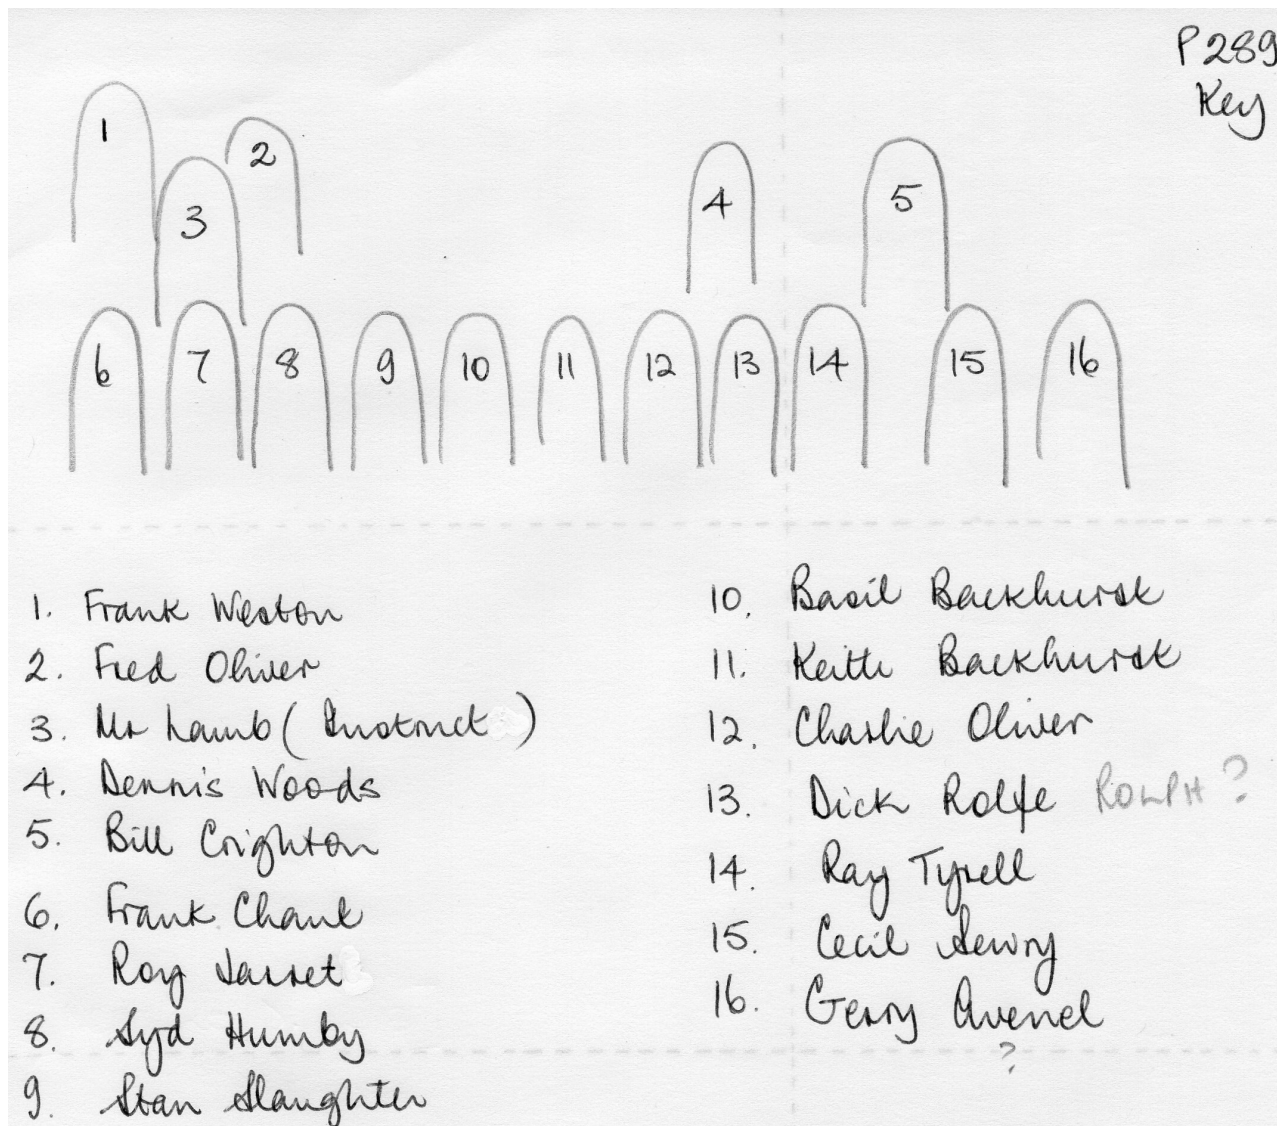 P289
Key
1
2
3
4
5
6 7 8 9 10 11 12 13 14 15 16
1. Frank Weston
2. Fred Oliver
3. Mr Lamb (Instruct )
4. Dennis Woods
5. Bill Crighton
6. Frank Chant
7. Roy Jarret
8. Syd Humby
9. Stan Slaughter
10. Basil Backhurst
11. Keith Backhurst
12. Charlie Oliver
13. Dick Rolfe ROLPH ?
14. Ray Tyrell
15. Cecil Sewry
16. Gerry Avenel
?